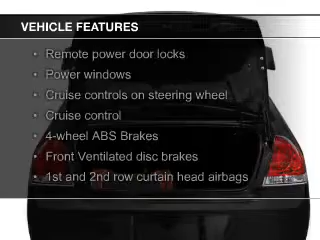 VEHICLE FEATURES
• Remote power door locks
• Power windows
• Cruise controls on steering wheel
• Cruise control
• 4-wheel ABS Brakes
• Front Ventilated disc brakes
• 1st and 2nd row curtain head airbags